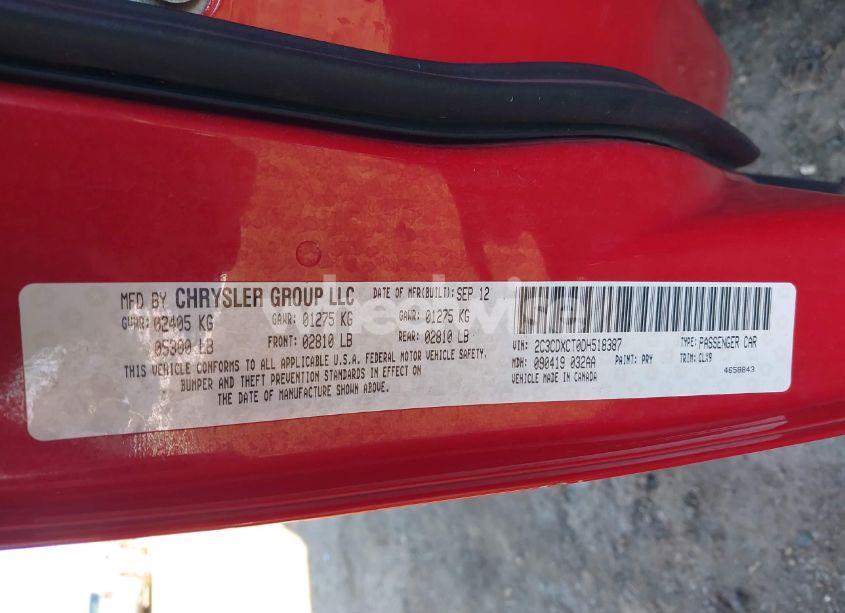 MFD BY CHRYSLER GROUP LLC DATE OF MFR(BUILT): SEP 12
GVWR: 02405 KG GAWR: 01275 KG GAWR: 01275 KG
05300 LB FRONT: 02810 LB REAR: 02810 LB
THIS VEHICLE CONFORMS TO ALL APPLICABLE U.S.A. FEDERAL MOTOR VEHICLE SAFETY,
BUMPER AND THEFT PREVENTION STANDARDS IN EFFECT ON
THE DATE OF MANUFACTURE SHOWN ABOVE.
VIN: 2C3CDXCT0DH518387 TYPE: PASSENGER CAR
MDH: 090419 032AA PAINT: PRY TRIM: CLX9
VEHICLE MADE IN CANADA 4658843